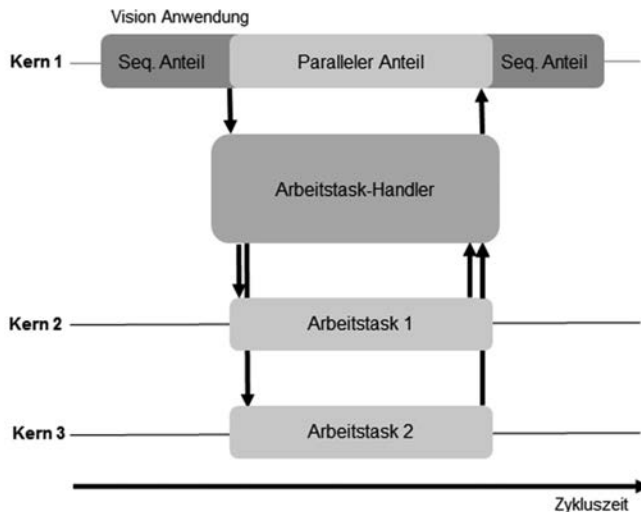 Vision Anwendung
Kern 1
Seq. Anteil
Paralleler Anteil
Seq. Anteil
Arbeitstask-Handler
Kern 2
Arbeitstask 1
Kern 3
Arbeitstask 2
Zykluszeit